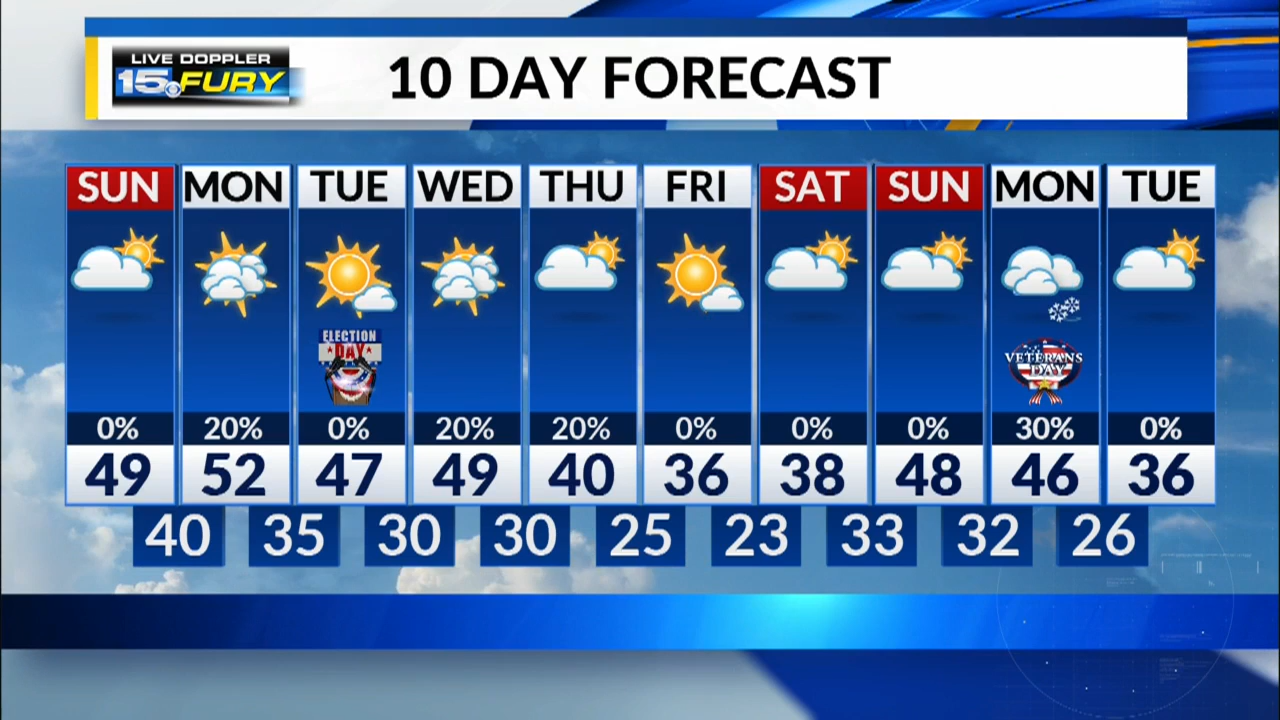 LIVE DOPPLER
15 FURY
10 DAY FORECAST
SUN MON TUE WED THU FRI SAT SUN MON TUE
ELECTION
DAY
VETERANS
DAY
0% 20% 0% 20% 20% 0% 0% 0% 30% 0%
49 52 47 49 40 36 38 48 46 36
40 35 30 30 25 23 33 32 26